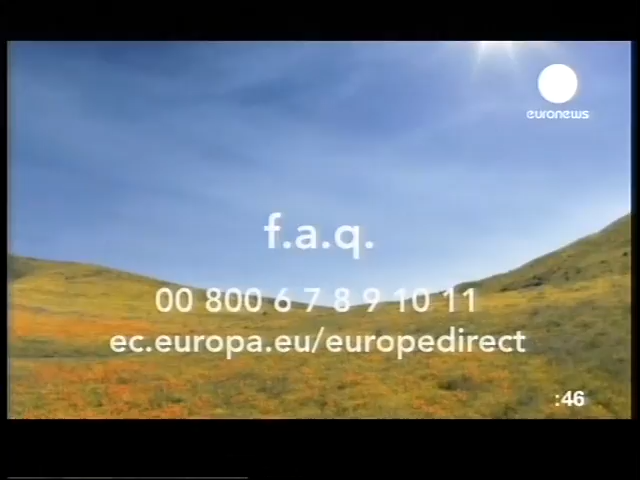 euronews
f.a.q.
00 800 6 7 8 9 10 11
ec.europa.eu/europedirect
:46